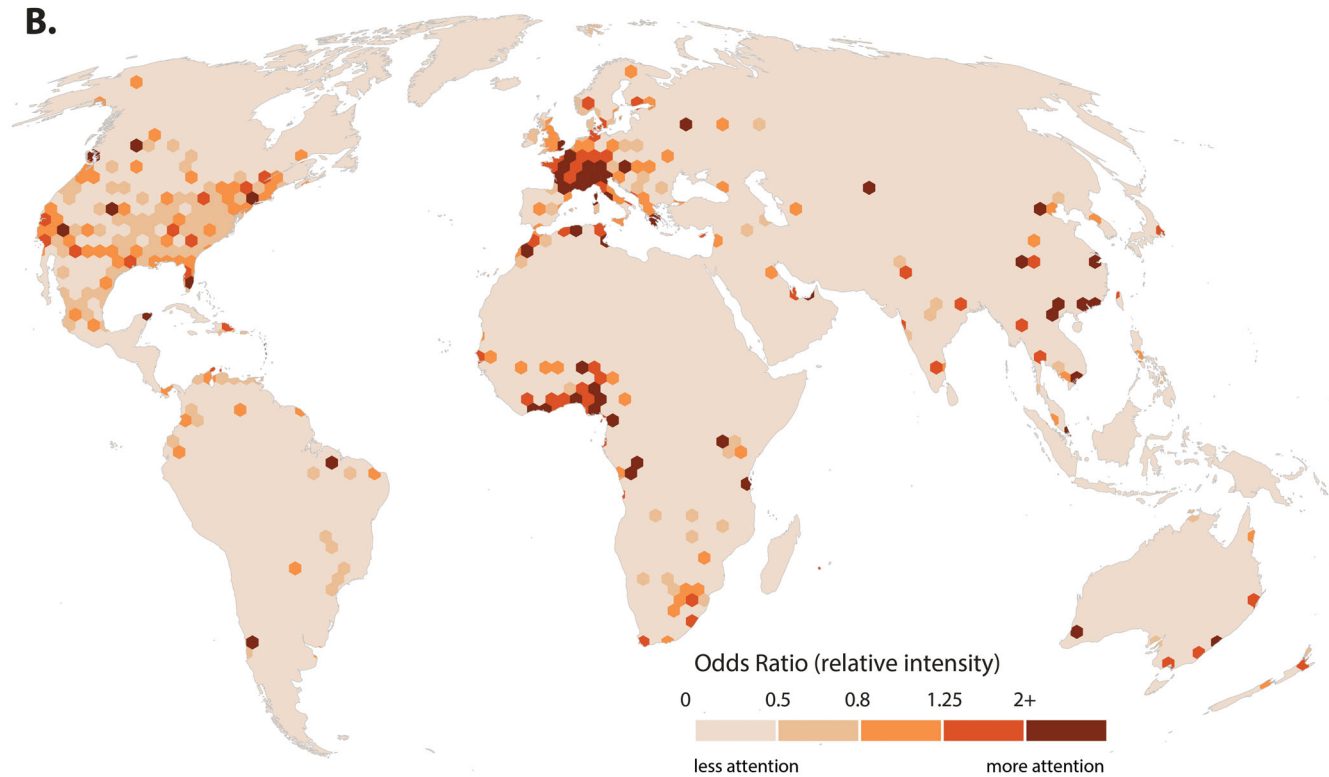 B.
Odds Ratio (relative intensity)
0 0.5 0.8 1.25 2+
less attention more attention